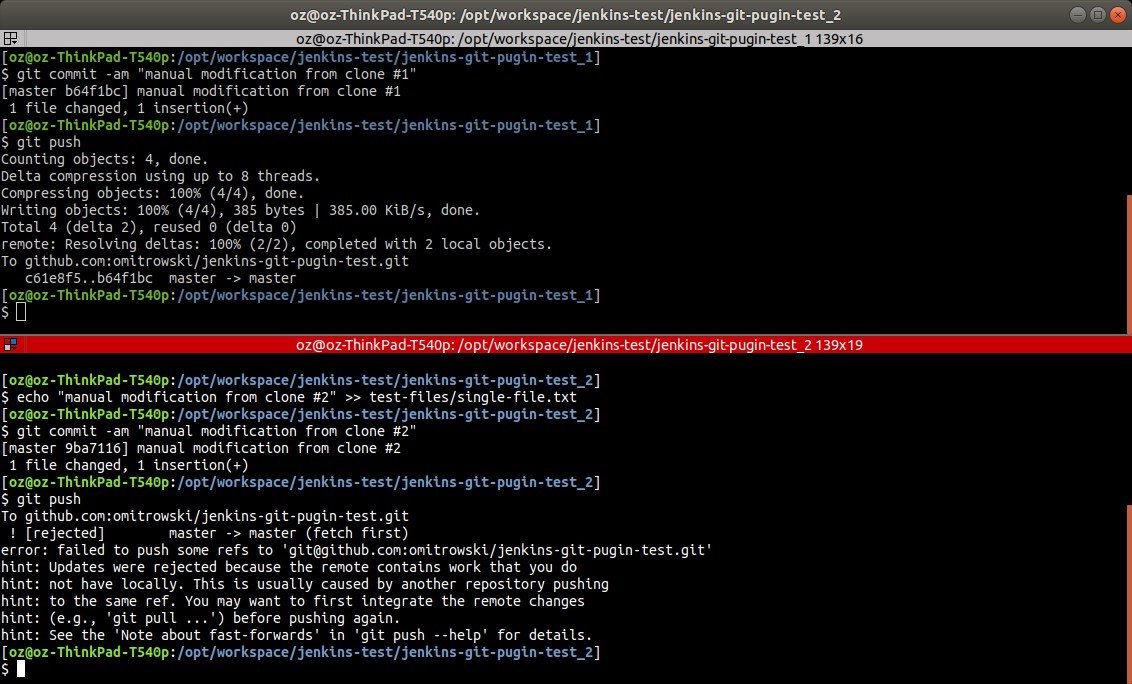 oz@oz-ThinkPad-T540p: /opt/workspace/jenkins-test/jenkins-git-pugin-test_2
oz@oz-ThinkPad-T540p: /opt/workspace/jenkins-test/jenkins-git-pugin-test_1 139x16
[oz@oz-ThinkPad-T540p:/opt/workspace/jenkins-test/jenkins-git-pugin-test_1]
$ git commit -am "manual modification from clone #1"
[master b64f1bc] manual modification from clone #1
 1 file changed, 1 insertion(+)
[oz@oz-ThinkPad-T540p:/opt/workspace/jenkins-test/jenkins-git-pugin-test_1]
$ git push
Counting objects: 4, done.
Delta compression using up to 8 threads.
Compressing objects: 100% (4/4), done.
Writing objects: 100% (4/4), 385 bytes | 385.00 KiB/s, done.
Total 4 (delta 2), reused 0 (delta 0)
remote: Resolving deltas: 100% (2/2), completed with 2 local objects.
To github.com:omitrowski/jenkins-git-pugin-test.git
   c61e8f5..b64f1bc  master -> master
[oz@oz-ThinkPad-T540p:/opt/workspace/jenkins-test/jenkins-git-pugin-test_1]
$
oz@oz-ThinkPad-T540p: /opt/workspace/jenkins-test/jenkins-git-pugin-test_2 139x19
[oz@oz-ThinkPad-T540p:/opt/workspace/jenkins-test/jenkins-git-pugin-test_2]
$ echo "manual modification from clone #2" >> test-files/single-file.txt
[oz@oz-ThinkPad-T540p:/opt/workspace/jenkins-test/jenkins-git-pugin-test_2]
$ git commit -am "manual modification from clone #2"
[master 9ba7116] manual modification from clone #2
 1 file changed, 1 insertion(+)
[oz@oz-ThinkPad-T540p:/opt/workspace/jenkins-test/jenkins-git-pugin-test_2]
$ git push
To github.com:omitrowski/jenkins-git-pugin-test.git
 ! [rejected]        master -> master (fetch first)
error: failed to push some refs to 'git@github.com:omitrowski/jenkins-git-pugin-test.git'
hint: Updates were rejected because the remote contains work that you do
hint: not have locally. This is usually caused by another repository pushing
hint: to the same ref. You may want to first integrate the remote changes
hint: (e.g., 'git pull ...') before pushing again.
hint: See the 'Note about fast-forwards' in 'git push --help' for details.
[oz@oz-ThinkPad-T540p:/opt/workspace/jenkins-test/jenkins-git-pugin-test_2]
$